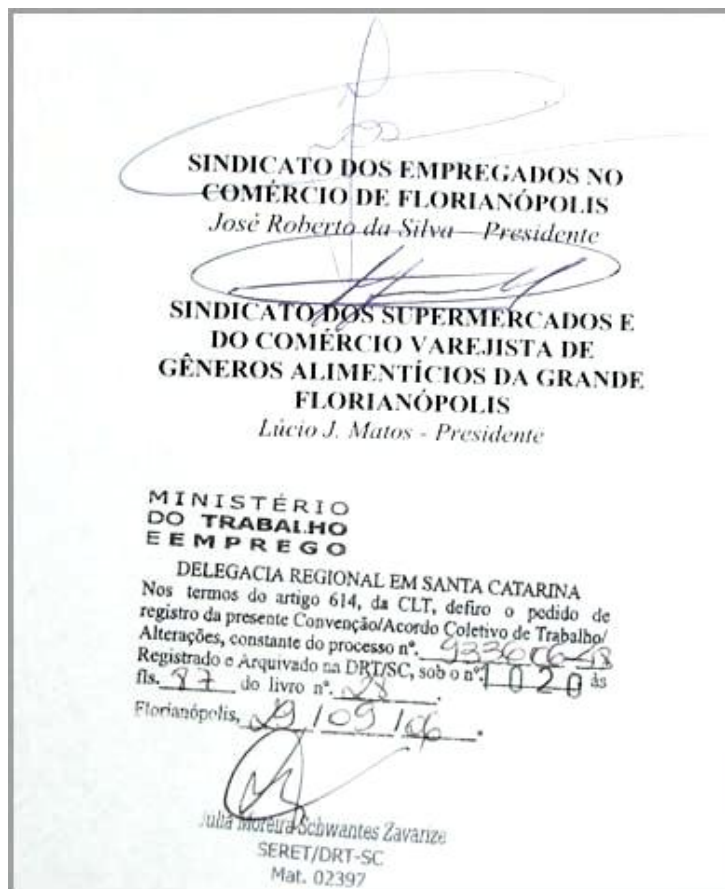 SINDICATO DOS EMPREGADOS NO
COMÉRCIO DE FLORIANÓPOLIS
José Roberto da Silva – Presidente
SINDICATO DOS SUPERMERCADOS E
DO COMÉRCIO VAREJISTA DE
GÊNEROS ALIMENTÍCIOS DA GRANDE
FLORIANÓPOLIS
Lúcio J. Matos - Presidente
MINISTÉRIO
DO TRABALHO
E EMPREGO
DELEGACIA REGIONAL EM SANTA CATARINA
Nos termos do artigo 614, da CLT, defiro o pedido de
registro da presente Convenção/Acordo Coletivo de Trabalho/
Alterações, constante do processo nº.
Registrado e Arquivado na DRT/SC, sob o nº 1020 às
fls. 87 do livro nº. 28.
Florianópolis, 29/09/06.
Julia Moreira Schwantes Zavarize
SERET/DRT-SC
Mat. 02397